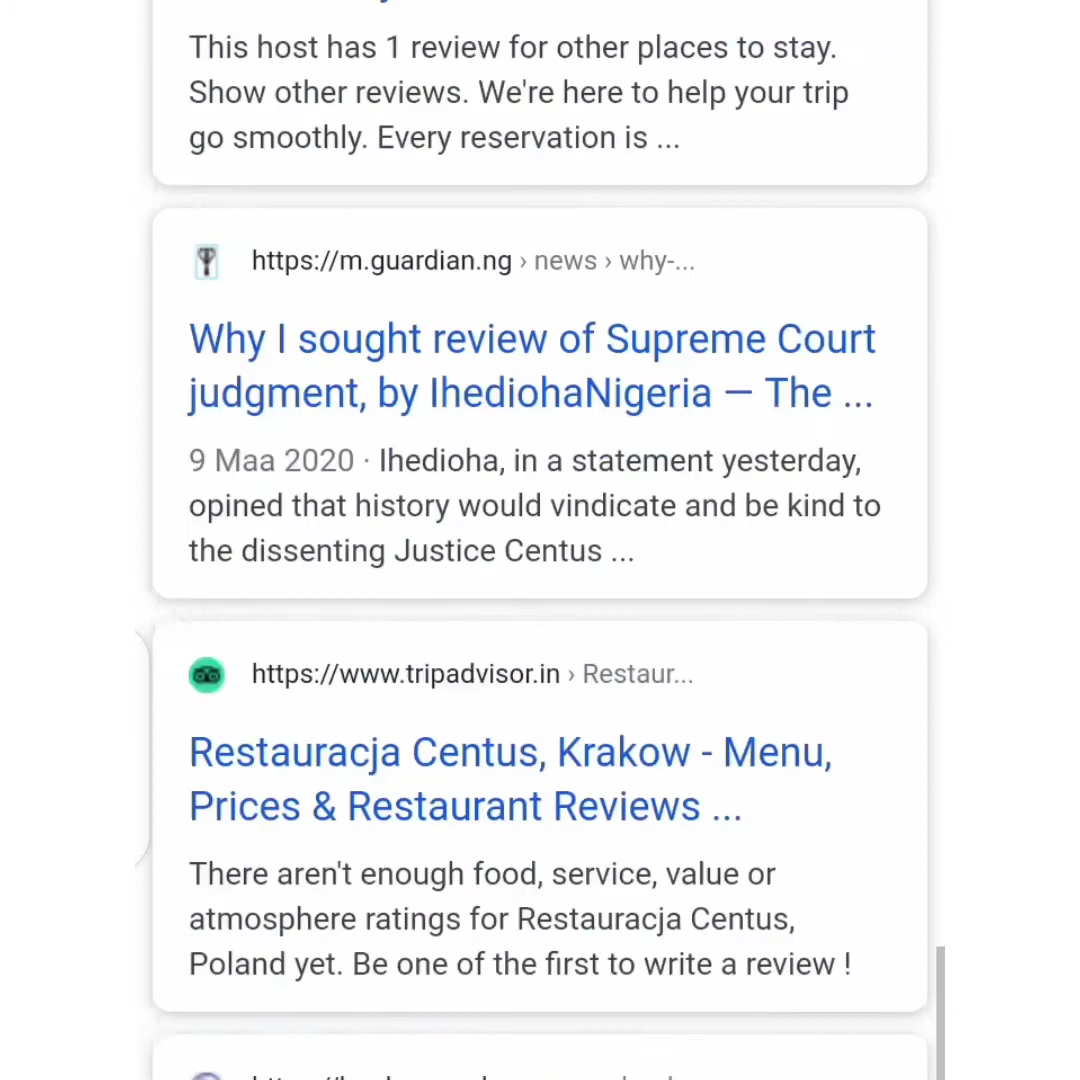 This host has 1 review for other places to stay.
Show other reviews. We're here to help your trip
go smoothly. Every reservation is ...
https://m.guardian.ng › news › why-...
Why I sought review of Supreme Court
judgment, by IhediohaNigeria — The ...
9 Maa 2020 · Ihedioha, in a statement yesterday,
opined that history would vindicate and be kind to
the dissenting Justice Centus ...
https://www.tripadvisor.in › Restaur...
Restauracja Centus, Krakow - Menu,
Prices & Restaurant Reviews ...
There aren't enough food, service, value or
atmosphere ratings for Restauracja Centus,
Poland yet. Be one of the first to write a review !